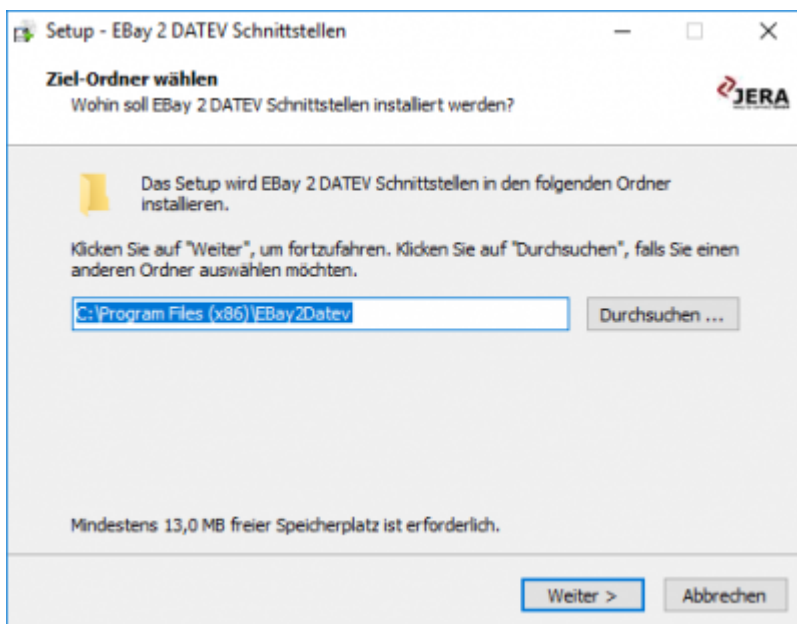 Setup - EBay 2 DATEV Schnittstellen
Ziel-Ordner wählen
Wohin soll EBay 2 DATEV Schnittstellen installiert werden?
JERA
Das Setup wird EBay 2 DATEV Schnittstellen in den folgenden Ordner
installieren.
Klicken Sie auf "Weiter", um fortzufahren. Klicken Sie auf "Durchsuchen", falls Sie einen
anderen Ordner auswählen möchten.
C:\Program Files (x86)\EBay2Datev
Durchsuchen ...
Mindestens 13,0 MB freier Speicherplatz ist erforderlich.
Weiter >
Abbrechen